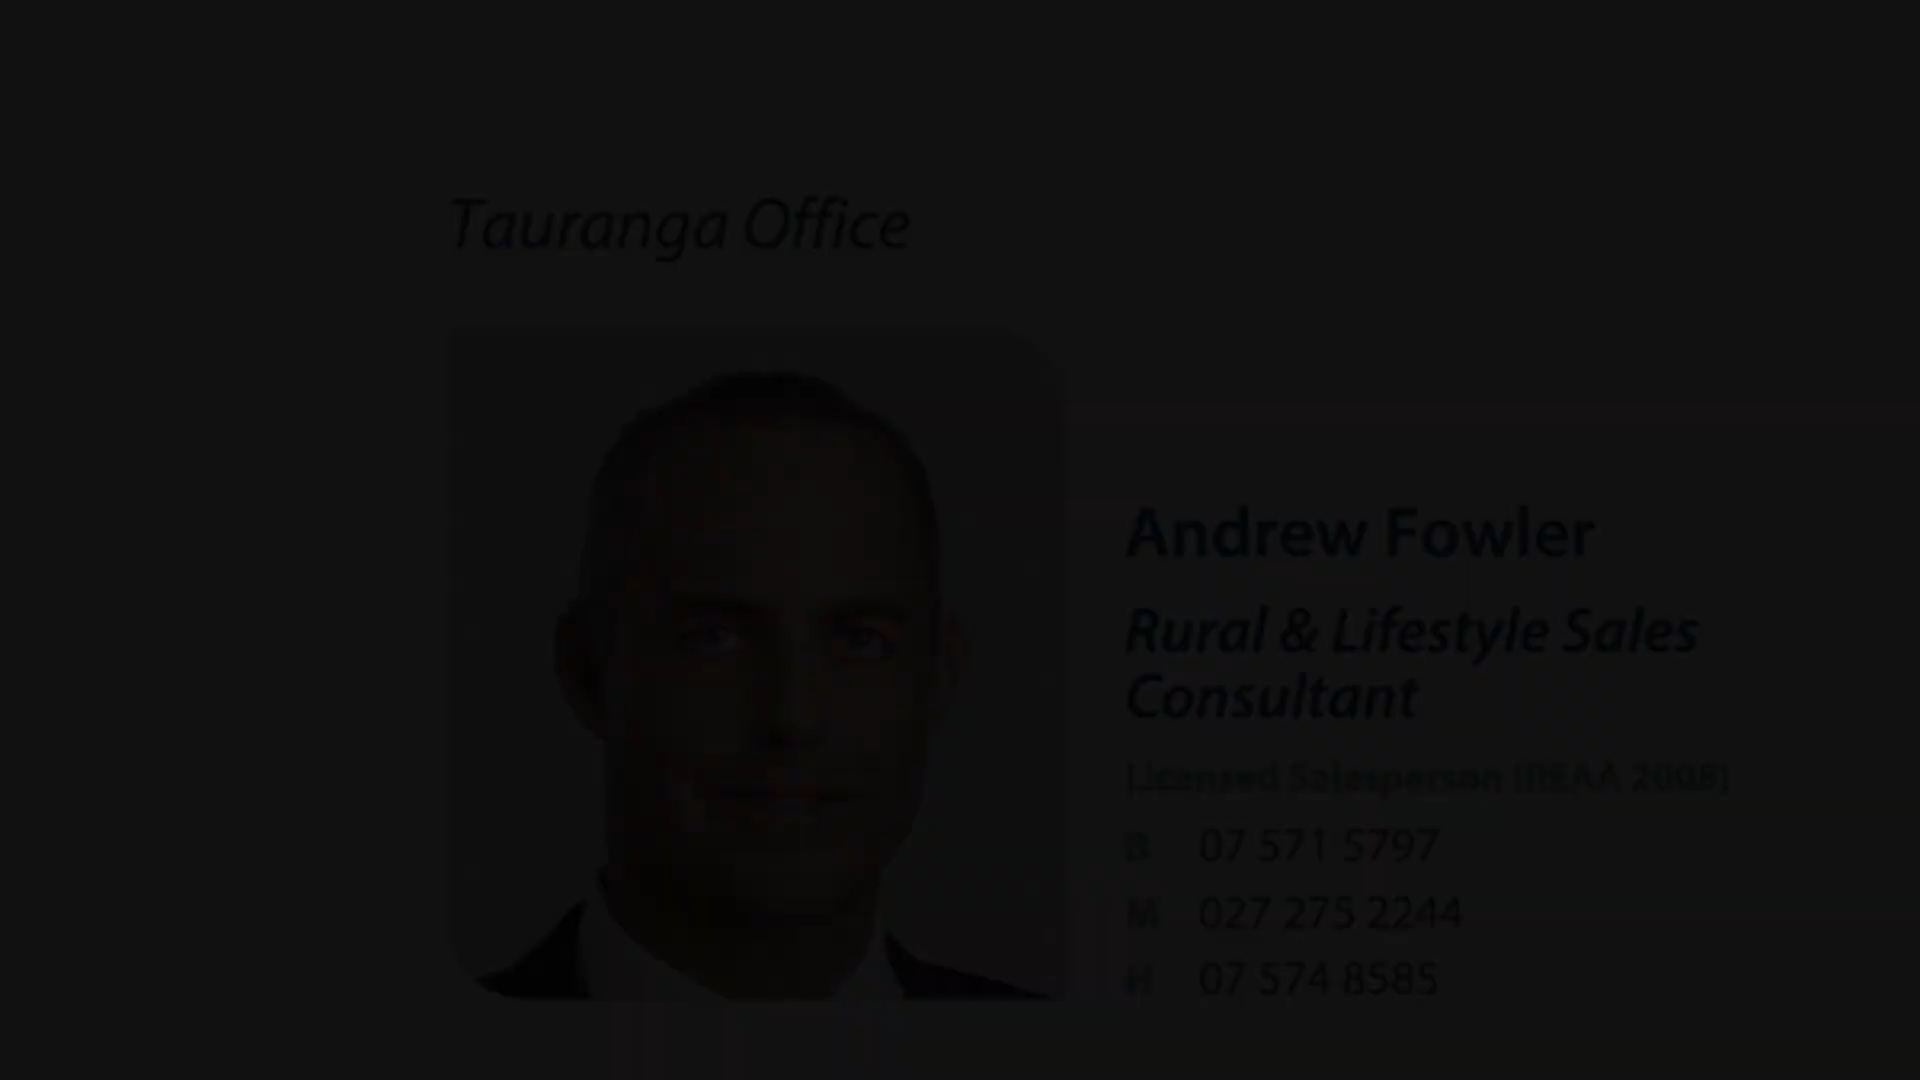 Tauranga Office
Andrew Fowler
Rural & Lifestyle Sales
Consultant
Licensed Salesperson (REAA 2008)
B 07 571 5797
M 027 275 2244
H 07 574 8585